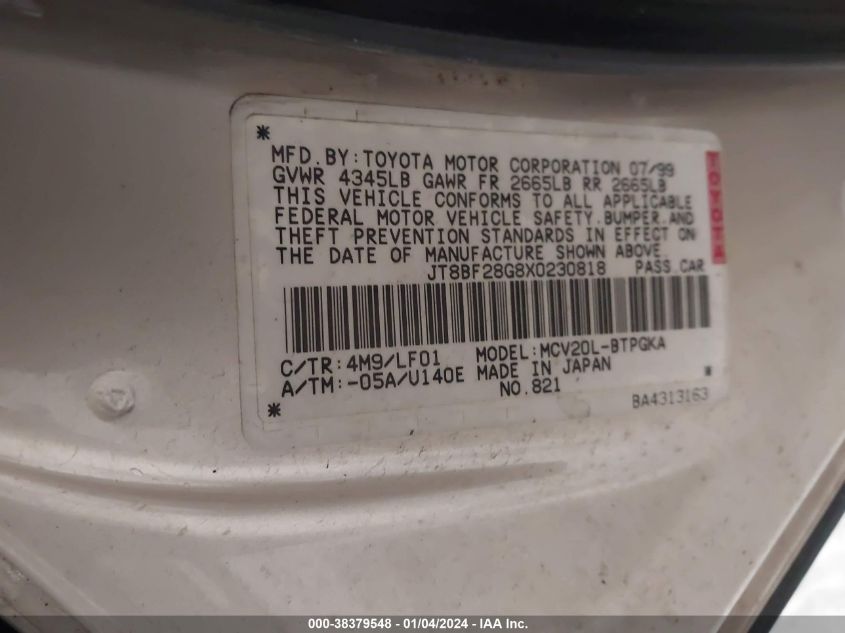 *
MFD. BY: TOYOTA MOTOR CORPORATION 07/99
GVWR 4345LB GAWR FR 2665LB RR 2665LB
THIS VEHICLE CONFORMS TO ALL APPLICABLE
FEDERAL MOTOR VEHICLE SAFETY. BUMPER. AND
THEFT PREVENTION STANDARDS IN EFFECT ON
THE DATE OF MANUFACTURE SHOWN ABOVE
JT8BF28G8X0230818 PASS. CAR
TOYOTA
C/TR: 4M9/LF01 MODEL: MCV20L-BTPGKA
A/TM: -05A/U140E MADE IN JAPAN *
NO. 821
* BA4313163
000-38379548 - 01/04/2024 - IAA Inc.